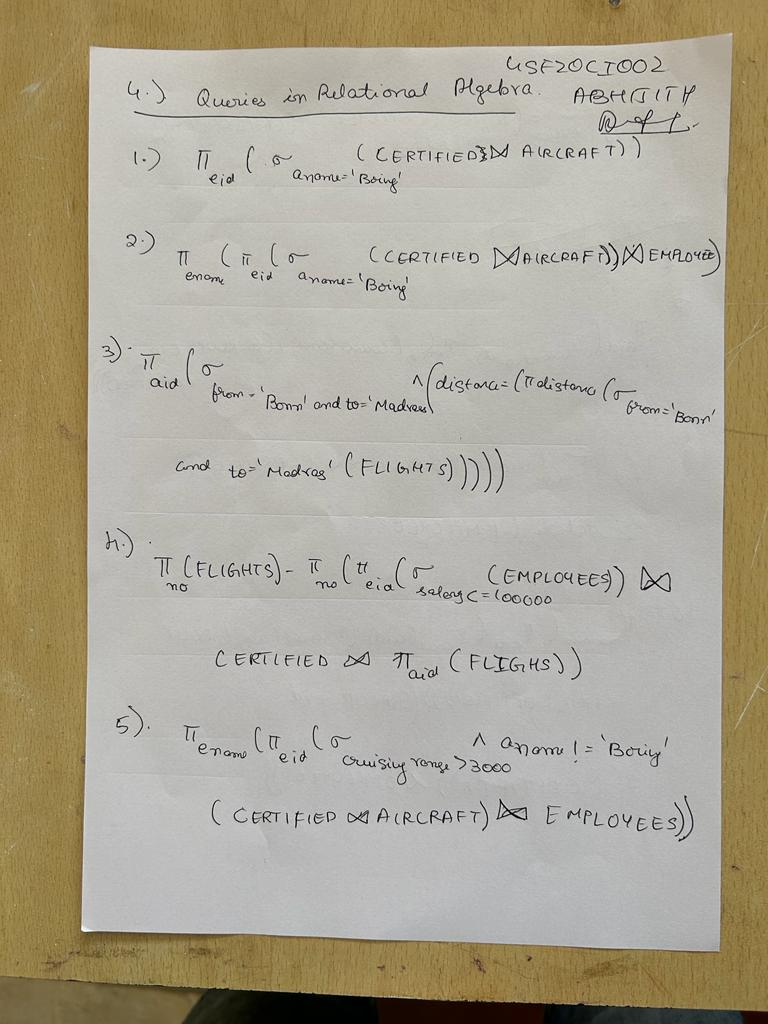 4SF20CI002
4.) Queries in Relational Algebra. ABHIJITH
1.) π eid ( σ aname='Boing' ( CERTIFIED ⋈ AIRCRAFT))
2.) π ename ( π eid ( σ aname='Boing' (CERTIFIED ⋈ AIRCRAFT)) ⋈ EMPLOYEE)
3) π aid ( σ from='Bonn' and to='Madras' ^ (distance = (π distance (σ from='Bonn'
and to='Madras' (FLIGHTS)))))
4.) π no (FLIGHTS) - π no ( π eid ( σ salary <= 100000 (EMPLOYEES)) ⋈
CERTIFIED ⋈ π aid (FLIGHS))
5). π ename ( π eid ( σ cruising range > 3000 ^ aname != 'Boing'
( CERTIFIED ⋈ AIRCRAFT) ⋈ EMPLOYEES))